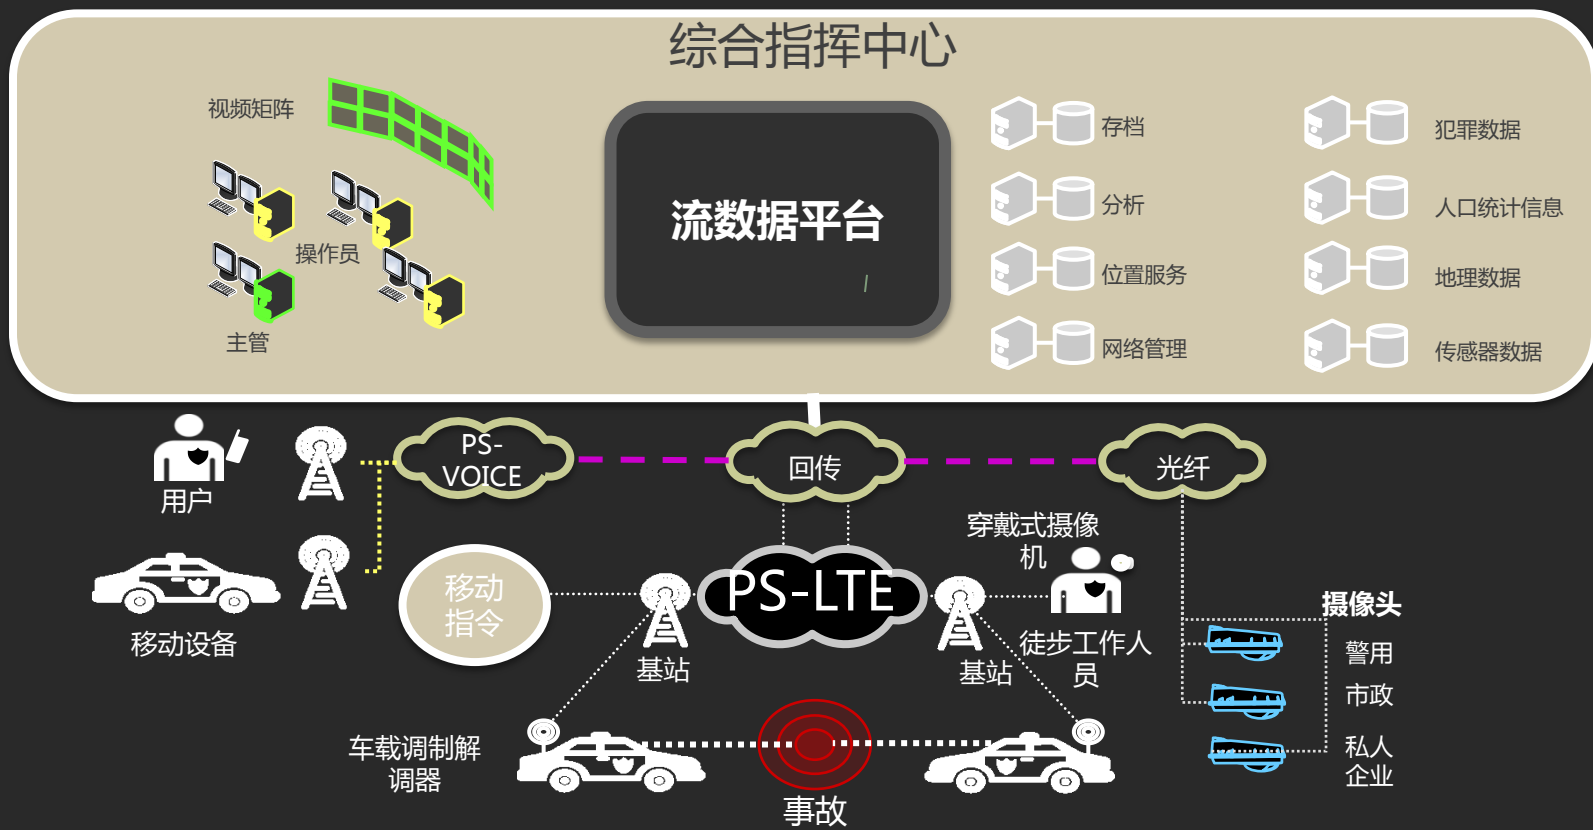 综合指挥中心
视频矩阵
操作员
主管
流数据平台
存档
分析
位置服务
网络管理
犯罪数据
人口统计信息
地理数据
传感器数据
用户
移动设备
PS-
VOICE
回传
光纤
移动
指令
PS-LTE
基站
基站
穿戴式摄像
机
徒步工作人
员
摄像头
警用
市政
私人
企业
车载调制解
调器
事故